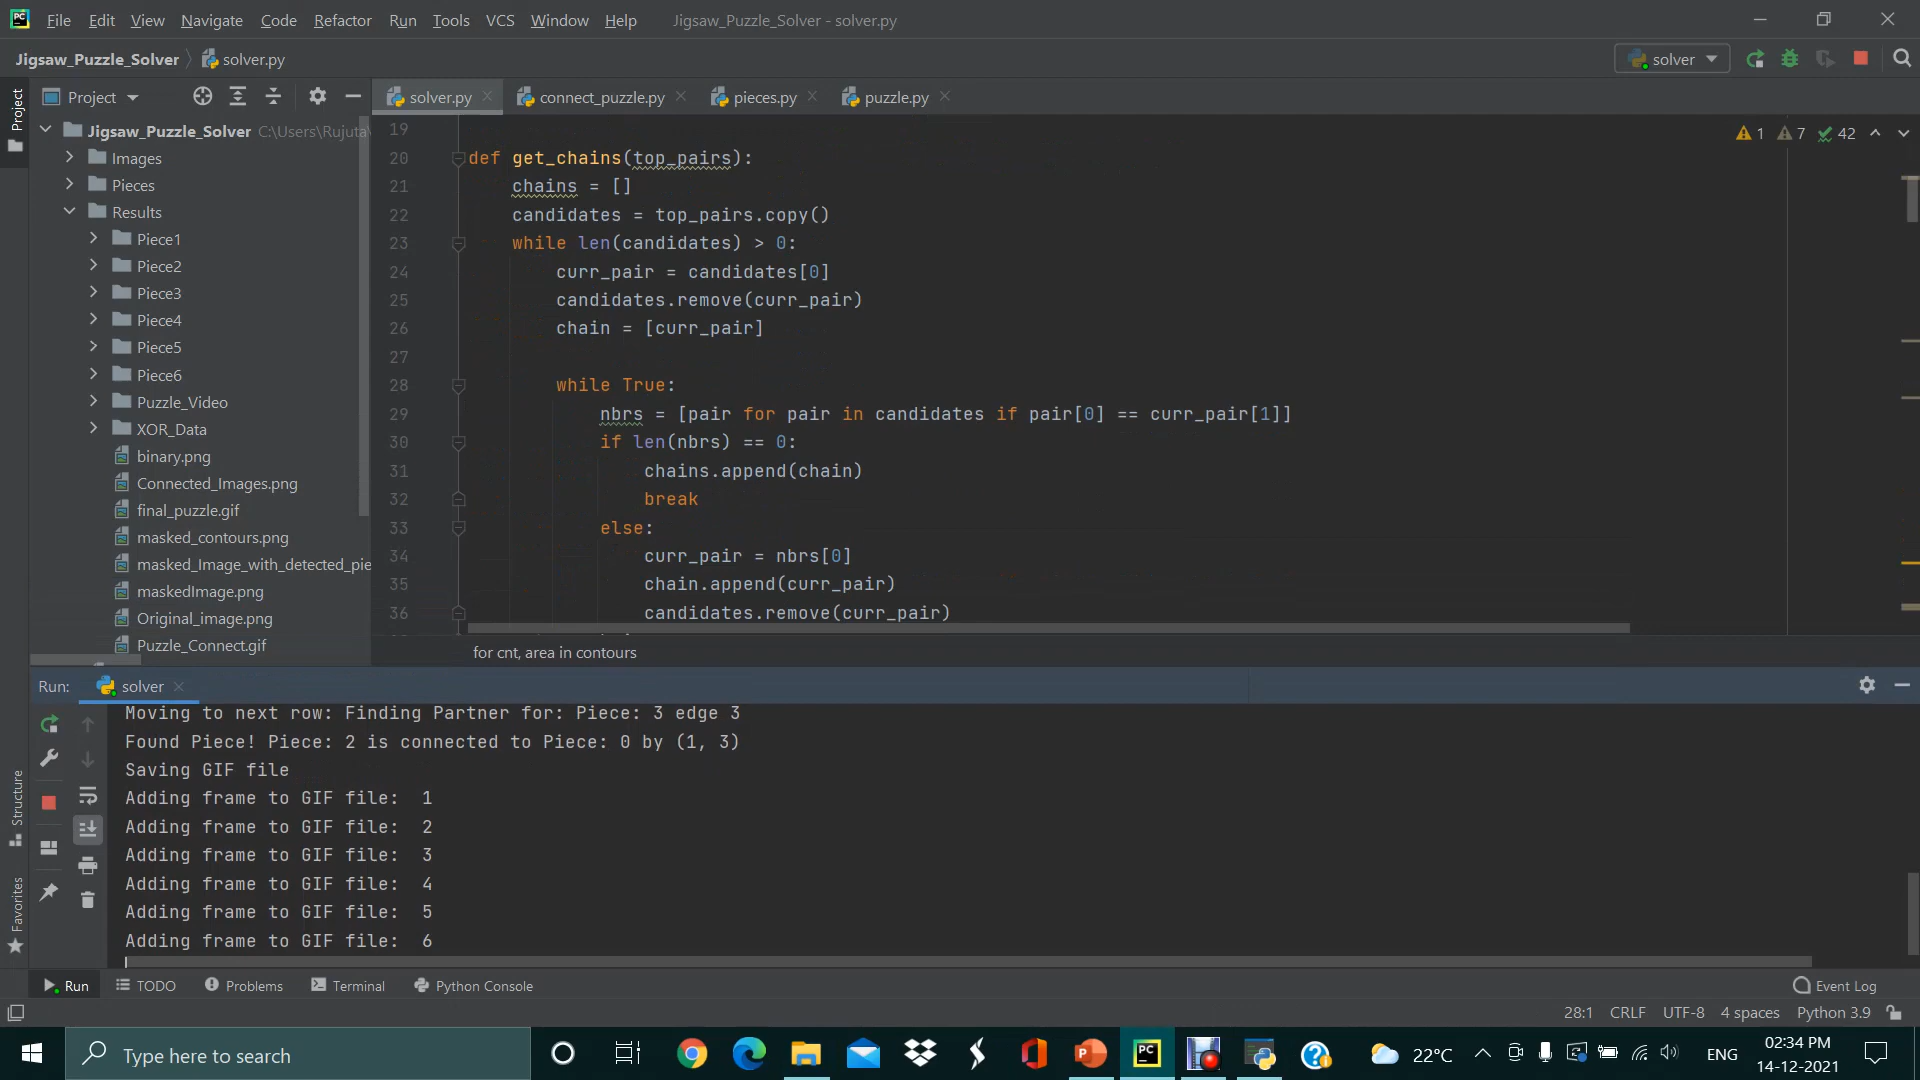 PC File Edit View Navigate Code Refactor Run Tools VCS Window Help Jigsaw_Puzzle_Solver - solver.py
Jigsaw_Puzzle_Solver solver.py solver
Project solver.py connect_puzzle.py pieces.py puzzle.py
Project
Jigsaw_Puzzle_Solver C:\Users\Rujuta\
Images
Pieces
Results
Piece1
Piece2
Piece3
Piece4
Piece5
Piece6
Puzzle_Video
XOR_Data
binary.png
Connected_Images.png
final_puzzle.gif
masked_contours.png
masked_Image_with_detected_pie
maskedImage.png
Original_image.png
Puzzle_Connect.gif
1 7 42
19
20 def get_chains(top_pairs):
21 chains = []
22 candidates = top_pairs.copy()
23 while len(candidates) > 0:
24 curr_pair = candidates[0]
25 candidates.remove(curr_pair)
26 chain = [curr_pair]
27
28 while True:
29 nbrs = [pair for pair in candidates if pair[0] == curr_pair[1]]
30 if len(nbrs) == 0:
31 chains.append(chain)
32 break
33 else:
34 curr_pair = nbrs[0]
35 chain.append(curr_pair)
36 candidates.remove(curr_pair)
for cnt, area in contours
Run: solver
Moving to next row: Finding Partner for: Piece: 3 edge 3
Found Piece! Piece: 2 is connected to Piece: 0 by (1, 3)
Saving GIF file
Adding frame to GIF file: 1
Adding frame to GIF file: 2
Adding frame to GIF file: 3
Adding frame to GIF file: 4
Adding frame to GIF file: 5
Adding frame to GIF file: 6
Structure
Favorites
Run TODO Problems Terminal Python Console Event Log
28:1 CRLF UTF-8 4 spaces Python 3.9
Type here to search
PC
22°C ENG 02:34 PM
14-12-2021